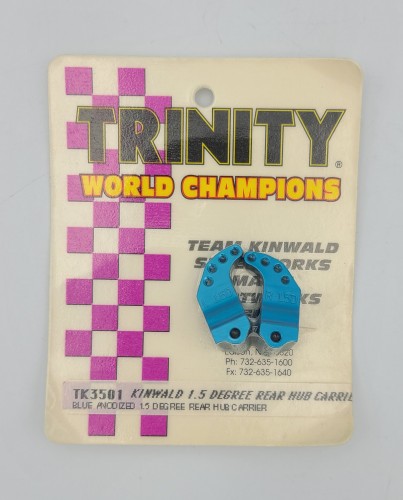 TRINITY®
WORLD CHAMPIONS
TEAM KINWALD
Ph: 732-635-1600
Fx: 732-635-1640
TK3501 KINWALD 1.5 DEGREE REAR HUB CARRIE
BLUE ANODIZED 1.5 DEGREE REAR HUB CARRIER